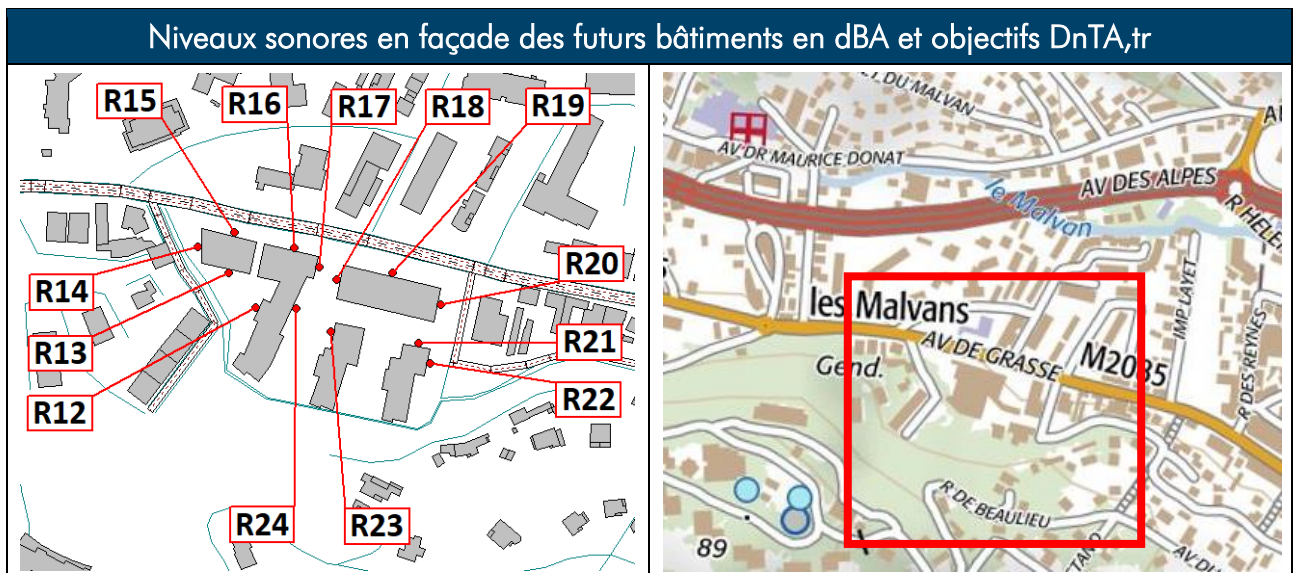 Niveaux sonores en façade des futurs bâtiments en dBA et objectifs DnTA,tr
R15
R16
R17
R18
R19
R14
R13
R12
R20
R21
R22
R24
R23
DU MALVAN
AV DR MAURICE DONAT
AV DES ALPES
le Malvan
R HÉLÈ
les Malvans
AV DE GRASSE
Gend.
M2085
IMP LAYET
R DES REYNES
R DE BEAULIEU
89
AV DU